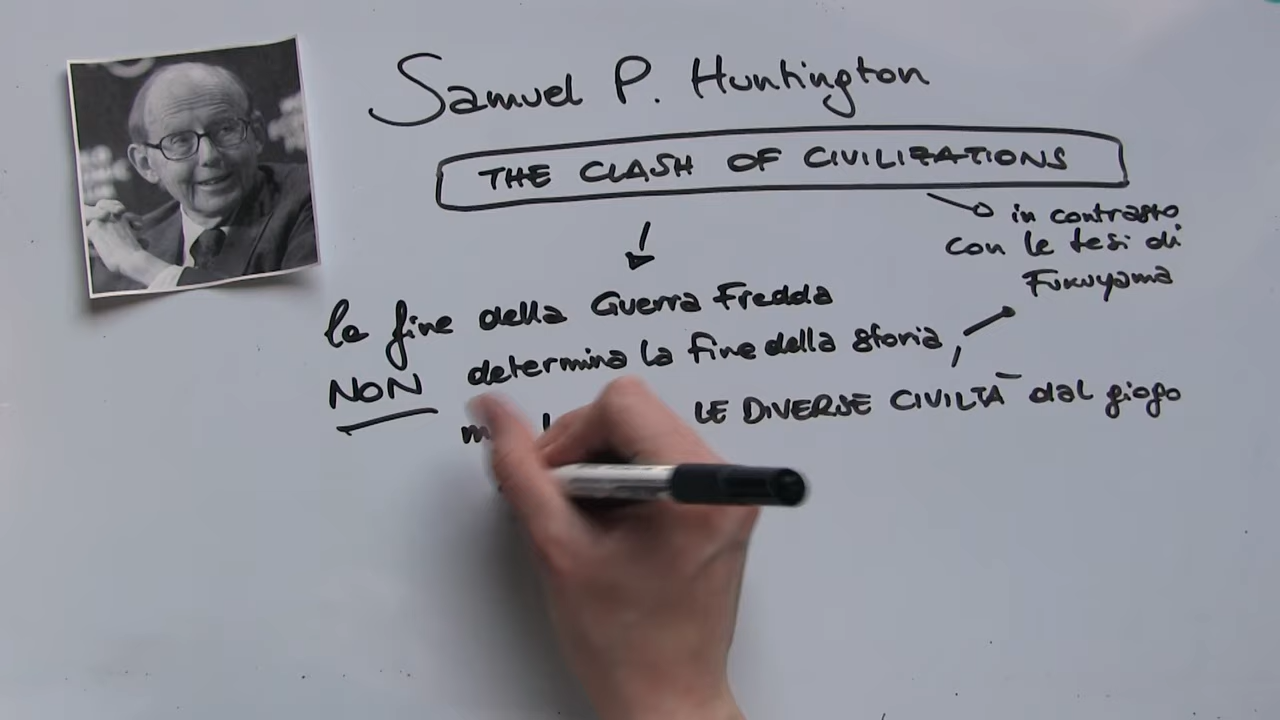 Samuel P. Huntington
THE CLASH OF CIVILIZATIONS
in contrasto
con le tesi di
Fukuyama
la fine della Guerra Fredda
NON determina la fine della storia,
LE DIVERSE CIVILTÀ dal giogo